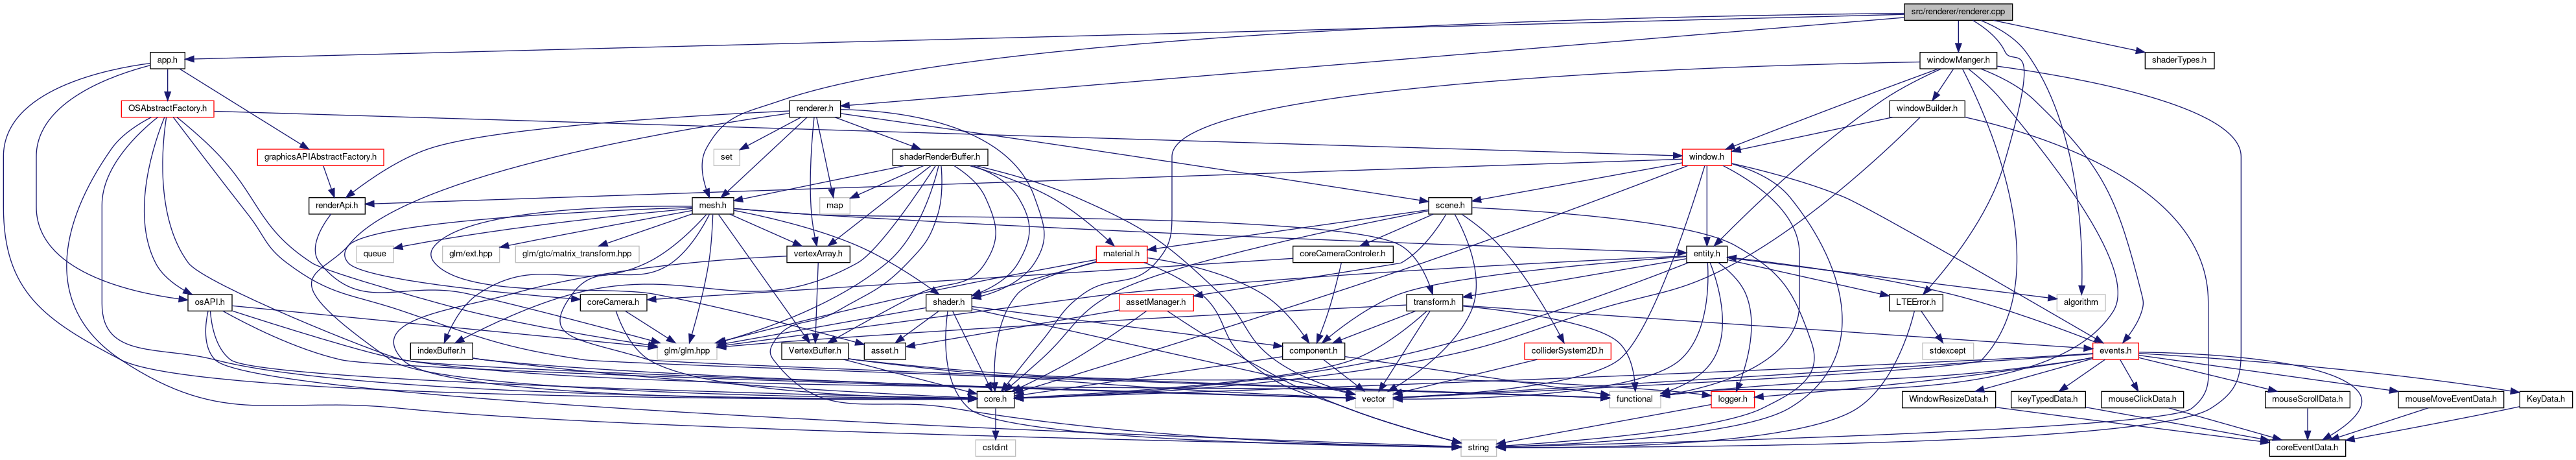 src/renderer/renderer.cpp
app.h
windowManger.h
shaderTypes.h
OSAbstractFactory.h
renderer.h
windowBuilder.h
graphicsAPIAbstractFactory.h
set
shaderRenderBuffer.h
window.h
renderApi.h
mesh.h
map
scene.h
queue
glm/ext.hpp
glm/gtc/matrix_transform.hpp
vertexArray.h
material.h
coreCameraControler.h
entity.h
osAPI.h
coreCamera.h
shader.h
assetManager.h
transform.h
LTEError.h
algorithm
indexBuffer.h
glm/glm.hpp
VertexBuffer.h
asset.h
component.h
colliderSystem2D.h
stdexcept
events.h
core.h
vector
functional
logger.h
WindowResizeData.h
keyTypedData.h
mouseClickData.h
mouseScrollData.h
mouseMoveEventData.h
KeyData.h
cstdint
string
coreEventData.h